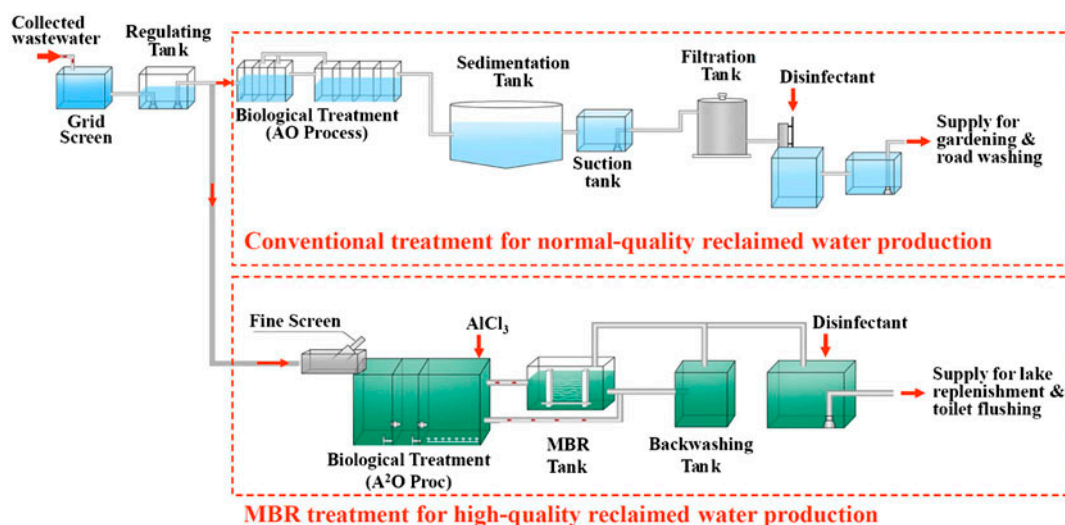 Collected
wastewater
Regulating
Tank
Grid
Screen
Biological Treatment
(AO Process)
Sedimentation
Tank
Suction
tank
Filtration
Tank
Disinfectant
Supply for
gardening &
road washing
Conventional treatment for normal-quality reclaimed water production
Fine Screen
AlCl₃
Biological Treatment
(A²O Proc)
MBR
Tank
Backwashing
Tank
Disinfectant
Supply for lake
replenishment &
toilet flushing
MBR treatment for high-quality reclaimed water production